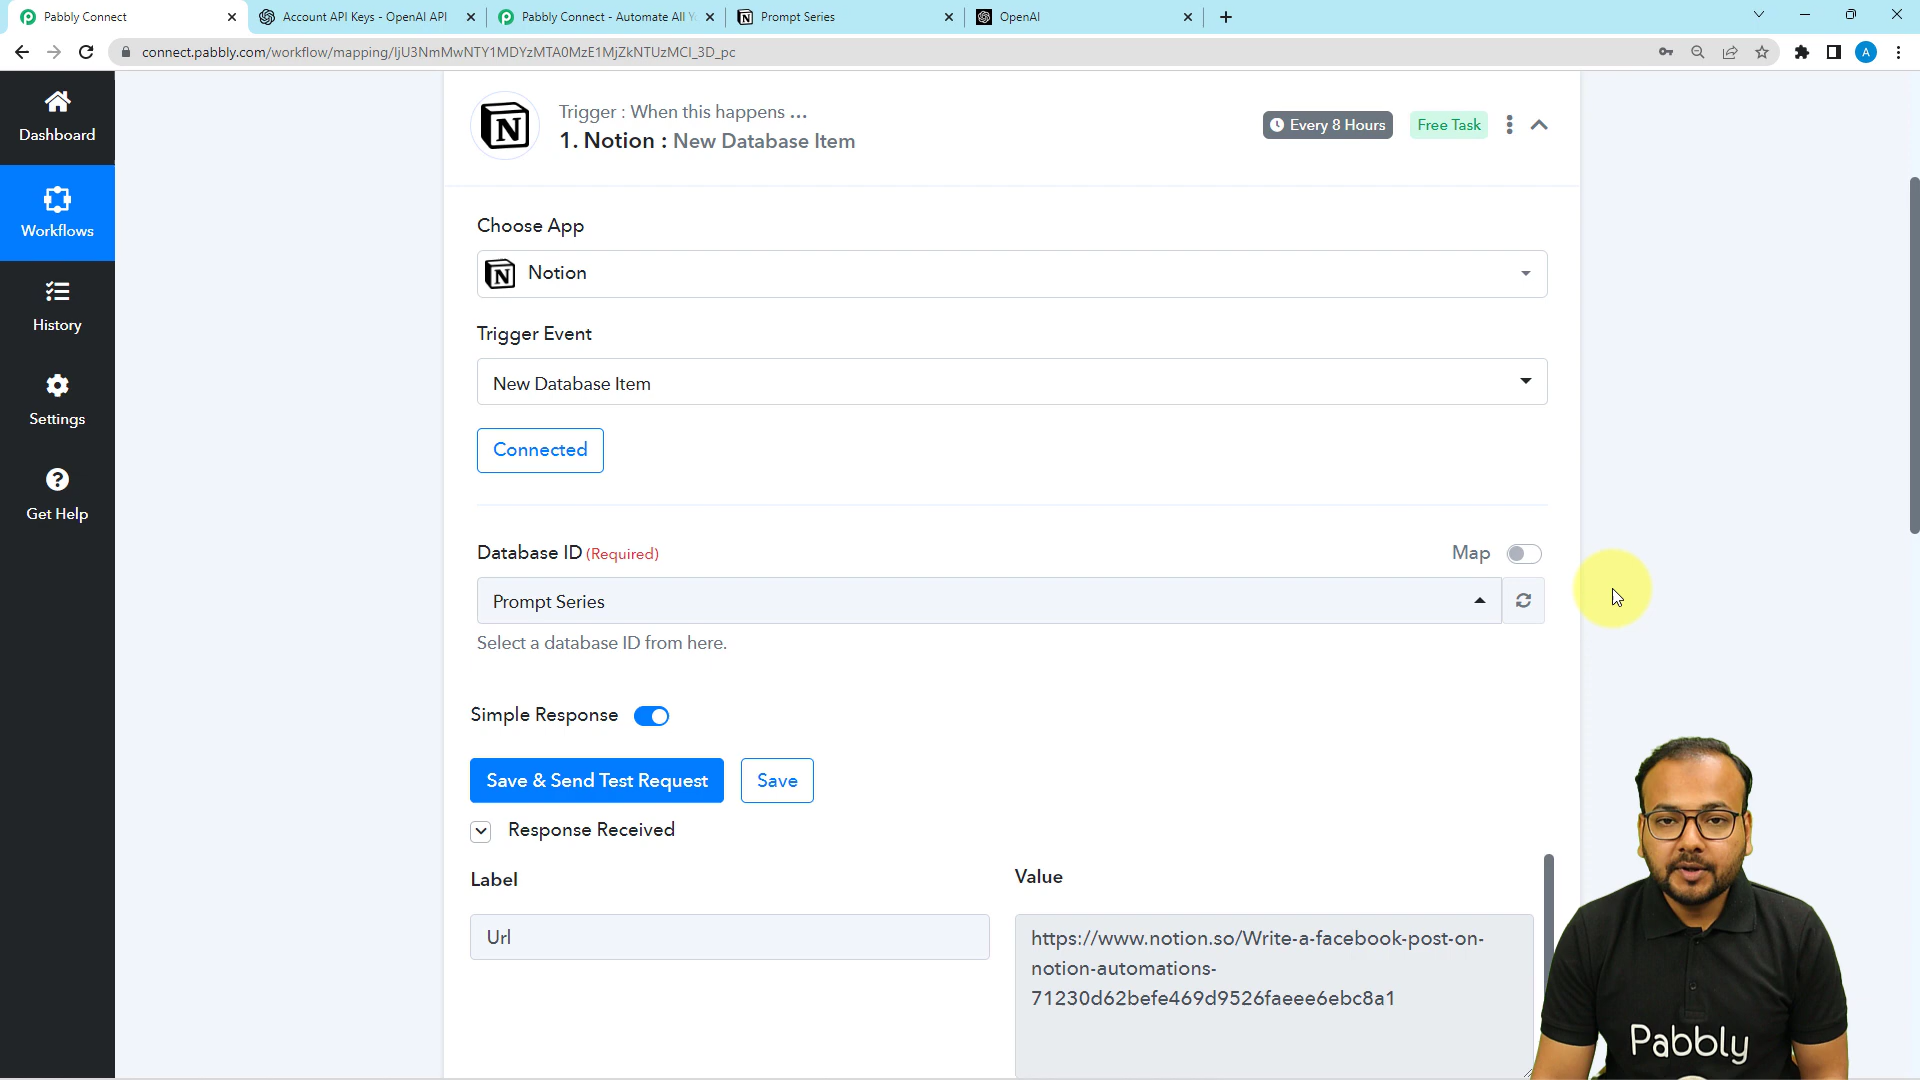 Pabbly Connect
Account API Keys - OpenAI API
Pabbly Connect - Automate All Y
Prompt Series
OpenAI
connect.pabbly.com/workflow/mapping/IjU3NmMwNTY1MDYzMTA0MzE1MjZkNTUzMCI_3D_pc
A
Dashboard
Workflows
History
Settings
Get Help
Trigger : When this happens ...
1. Notion : New Database Item
Every 8 Hours
Free Task
Choose App
Notion
Trigger Event
New Database Item
Connected
Database ID (Required)
Map
Prompt Series
Select a database ID from here.
Simple Response
Save & Send Test Request
Save
Response Received
Label
Value
Url
https://www.notion.so/Write-a-facebook-post-on-
notion-automations-
71230d62befe469d9526faeee6ebc8a1
Pabbly